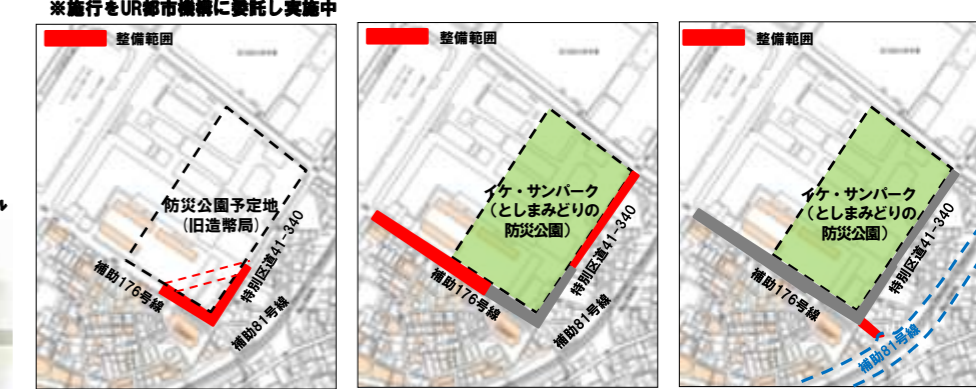 ※施行をUR都市機構に委託し実施中
整備範囲
防災公園予定地
(旧造幣局)
補助176号線
特別区道41-340
補助81号線
整備範囲
イケ・サンパーク
(としまみどりの
防災公園)
補助176号線
特別区道41-340
補助81号線
整備範囲
イケ・サンパーク
(としまみどりの
防災公園)
補助176号線
特別区道41-340
補助81号線